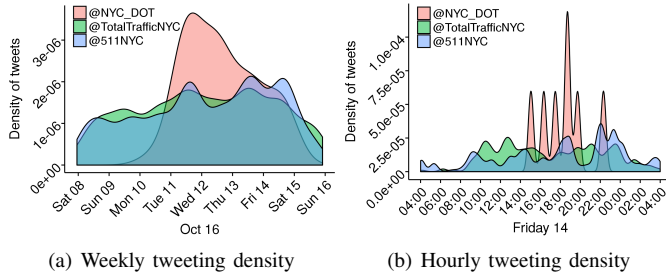 @NYC_DOT
@TotalTrafficNYC
@511NYC
Density of tweets
3e-06
2e-06
1e-06
0e+00
Sat 08
Sun 09
Mon 10
Tue 11
Wed 12
Thu 13
Fri 14
Sat 15
Sun 16
Oct 16
(a) Weekly tweeting density
@NYC_DOT
@TotalTrafficNYC
@511NYC
Density of tweets
1.0e-04
7.5e-05
5.0e-05
2.5e-05
0.0e+00
04:00
06:00
08:00
10:00
12:00
14:00
16:00
18:00
20:00
22:00
00:00
02:00
04:00
Friday 14
(b) Hourly tweeting density